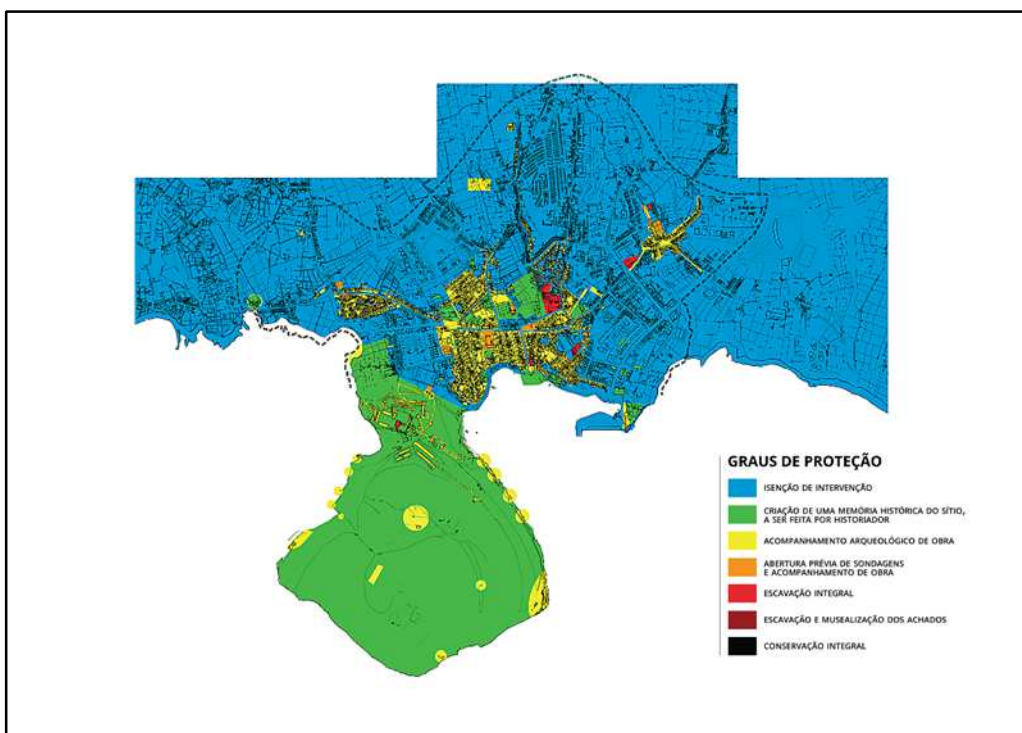 GRAUS DE PROTEÇÃO
ISENÇÃO DE INTERVENÇÃO
CRIAÇÃO DE UMA MEMÓRIA HISTÓRICA DO SÍTIO,
A SER FEITA POR HISTORIADOR
ACOMPANHAMENTO ARQUEOLÓGICO DE OBRA
ABERTURA PRÉVIA DE SONDAGENS
E ACOMPANHAMENTO DE OBRA
ESCAVAÇÃO INTEGRAL
ESCAVAÇÃO E MUSEALIZAÇÃO DOS ACHADOS
CONSERVAÇÃO INTEGRAL